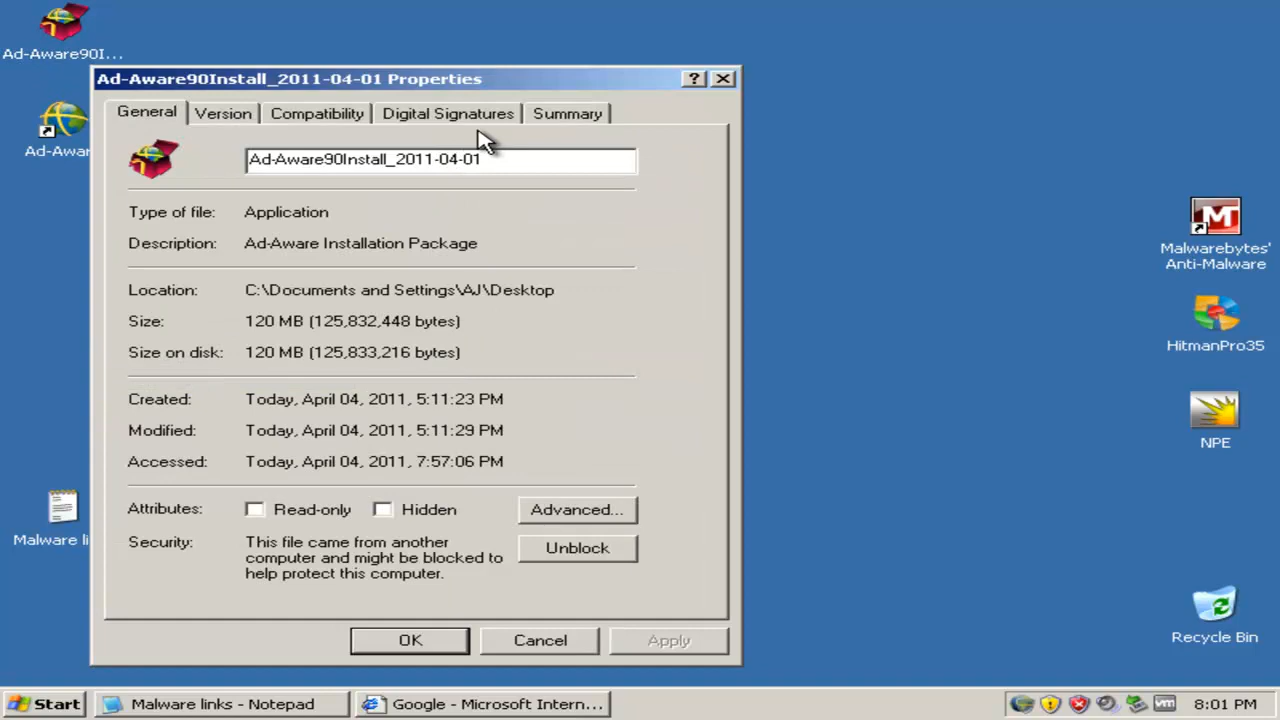 Ad-Aware90I...
Ad-Aware90Install_2011-04-01 Properties
General
Version
Compatibility
Digital Signatures
Summary
Ad-Aware90Install_2011-04-01
Type of file: Application
Description: Ad-Aware Installation Package
Location: C:\Documents and Settings\AJ\Desktop
Size: 120 MB (125,832,448 bytes)
Size on disk: 120 MB (125,833,216 bytes)
Created: Today, April 04, 2011, 5:11:23 PM
Modified: Today, April 04, 2011, 5:11:29 PM
Accessed: Today, April 04, 2011, 7:57:06 PM
Attributes: Read-only Hidden Advanced...
Security: This file came from another
computer and might be blocked to
help protect this computer.
Unblock
OK
Cancel
Apply
Ad-Awar
Malware li
Malwarebytes'
Anti-Malware
HitmanPro35
NPE
Recycle Bin
Start
Malware links - Notepad
Google - Microsoft Intern...
vm
8:01 PM